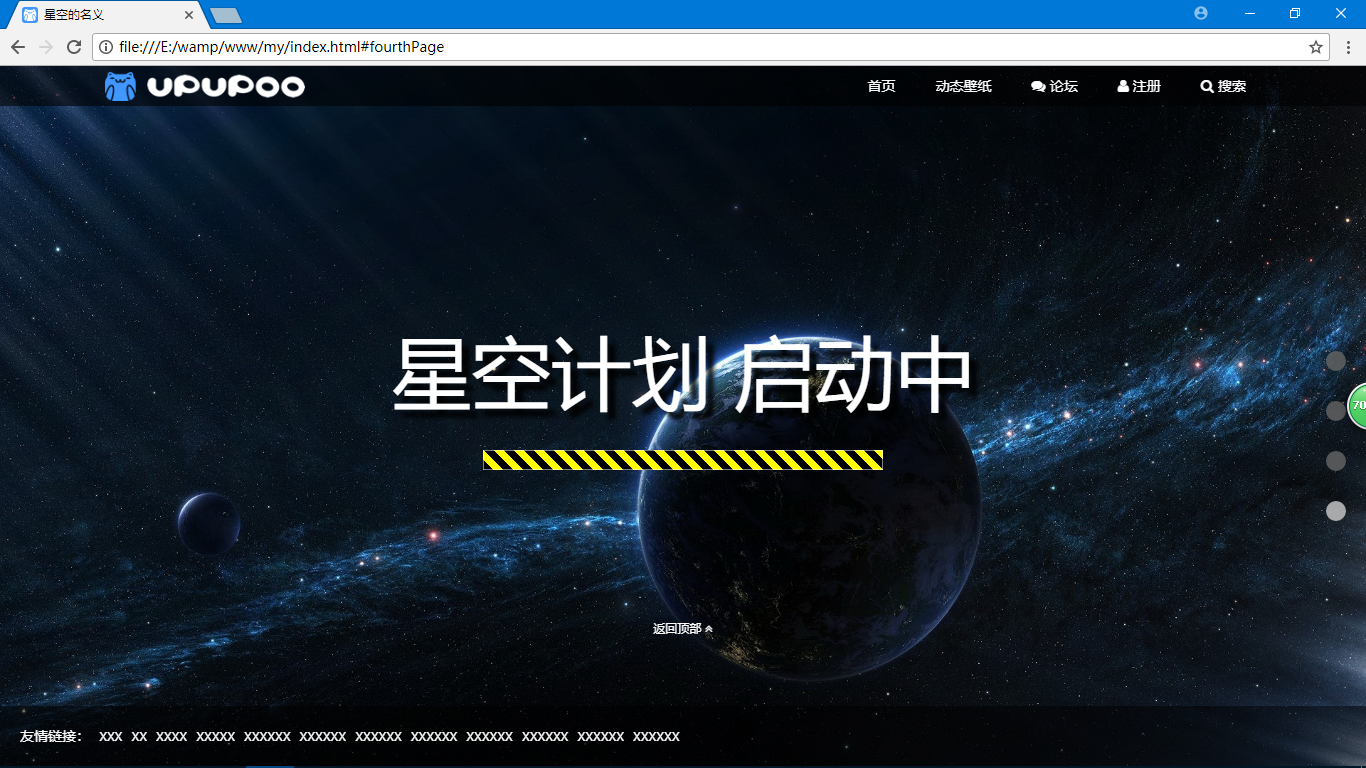 星空的名义
file:///E:/wamp/www/my/index.html#fourthPage
UPUPOO
首页 动态壁纸 论坛 注册 搜索
星空计划 启动中
70
返回顶部
友情链接： xxx xx xxxx xxxxx xxxxxx xxxxxx xxxxxx xxxxxx xxxxxx xxxxxx xxxxxx xxxxxx